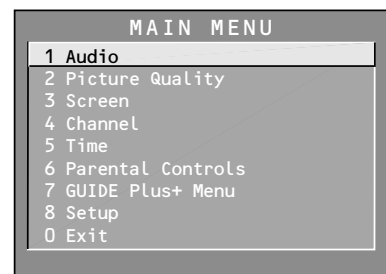 MAIN MENU
1 Audio
2 Picture Quality
3 Screen
4 Channel
5 Time
6 Parental Controls
7 GUIDE Plus+ Menu
8 Setup
0 Exit